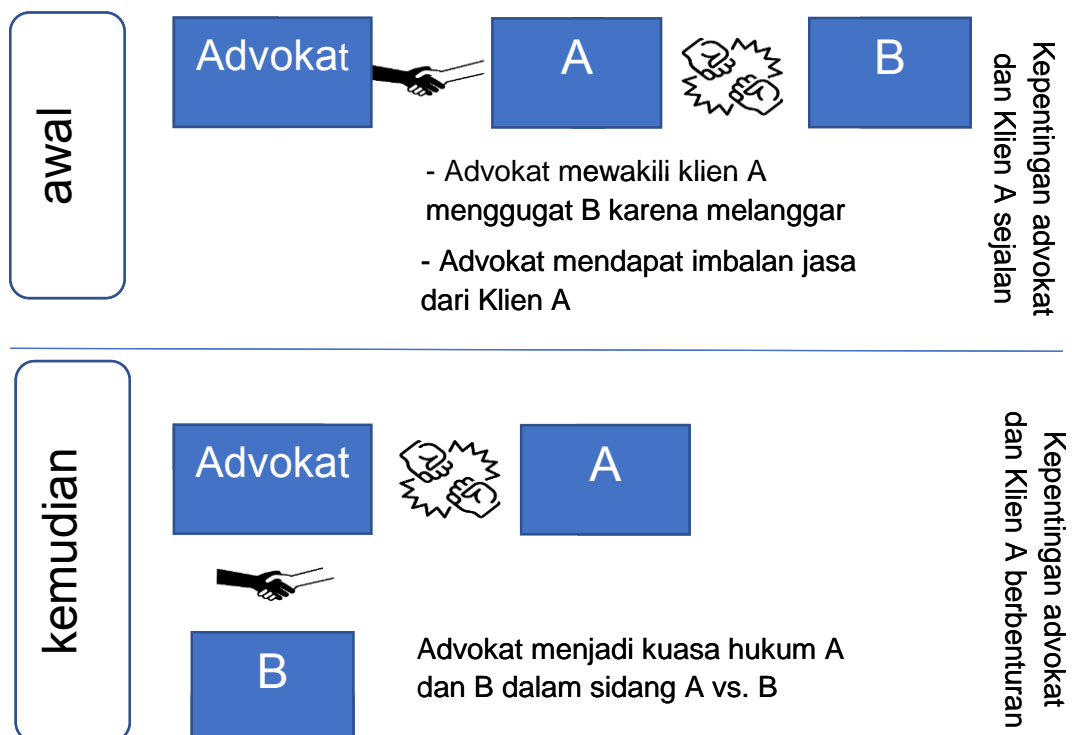 awal
Advokat
A
B
- Advokat mewakili klien A
menggugat B karena melanggar
- Advokat mendapat imbalan jasa
dari Klien A
Kepentingan advokat
dan Klien A sejalan
kemudian
Advokat
A
B
Advokat menjadi kuasa hukum A
dan B dalam sidang A vs. B
Kepentingan advokat
dan Klien A berbenturan